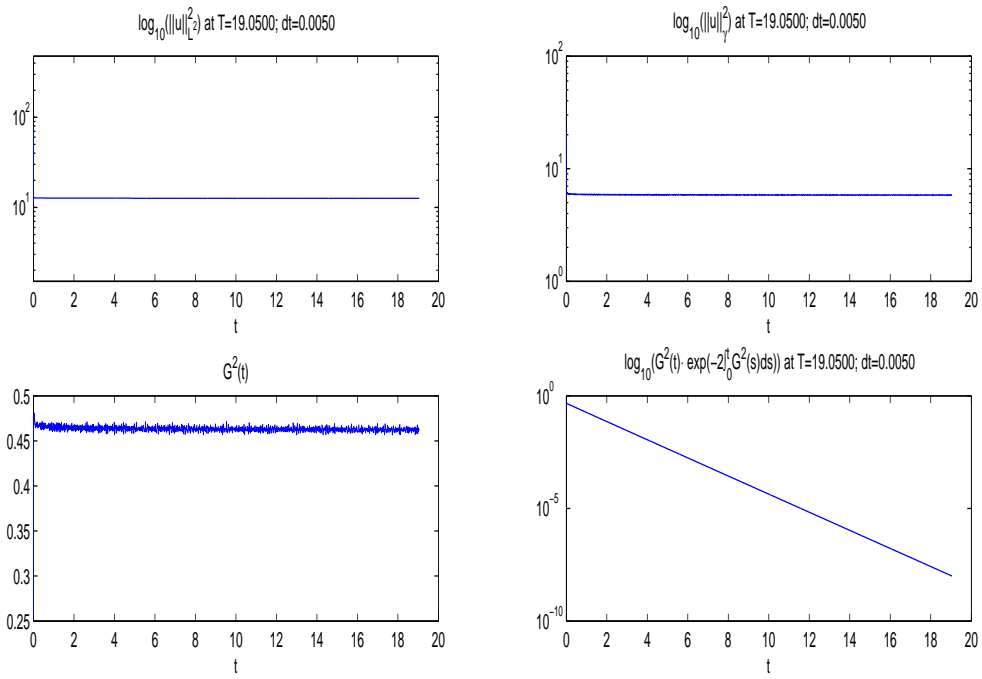 log₁₀(||u||²_L²) at T=19.0500; dt=0.0050
10²
10¹
0 2 4 6 8 10 12 14 16 18 20
t
log₁₀(||u||²_γ) at T=19.0500; dt=0.0050
10²
10¹
10⁰
0 2 4 6 8 10 12 14 16 18 20
t
G²(t)
0.5
0.45
0.4
0.35
0.3
0.25
0 2 4 6 8 10 12 14 16 18 20
t
log₁₀(G²(t)· exp(-2∫₀ᵗG²(s)ds)) at T=19.0500; dt=0.0050
10⁰
10⁻⁵
10⁻¹⁰
0 2 4 6 8 10 12 14 16 18 20
t